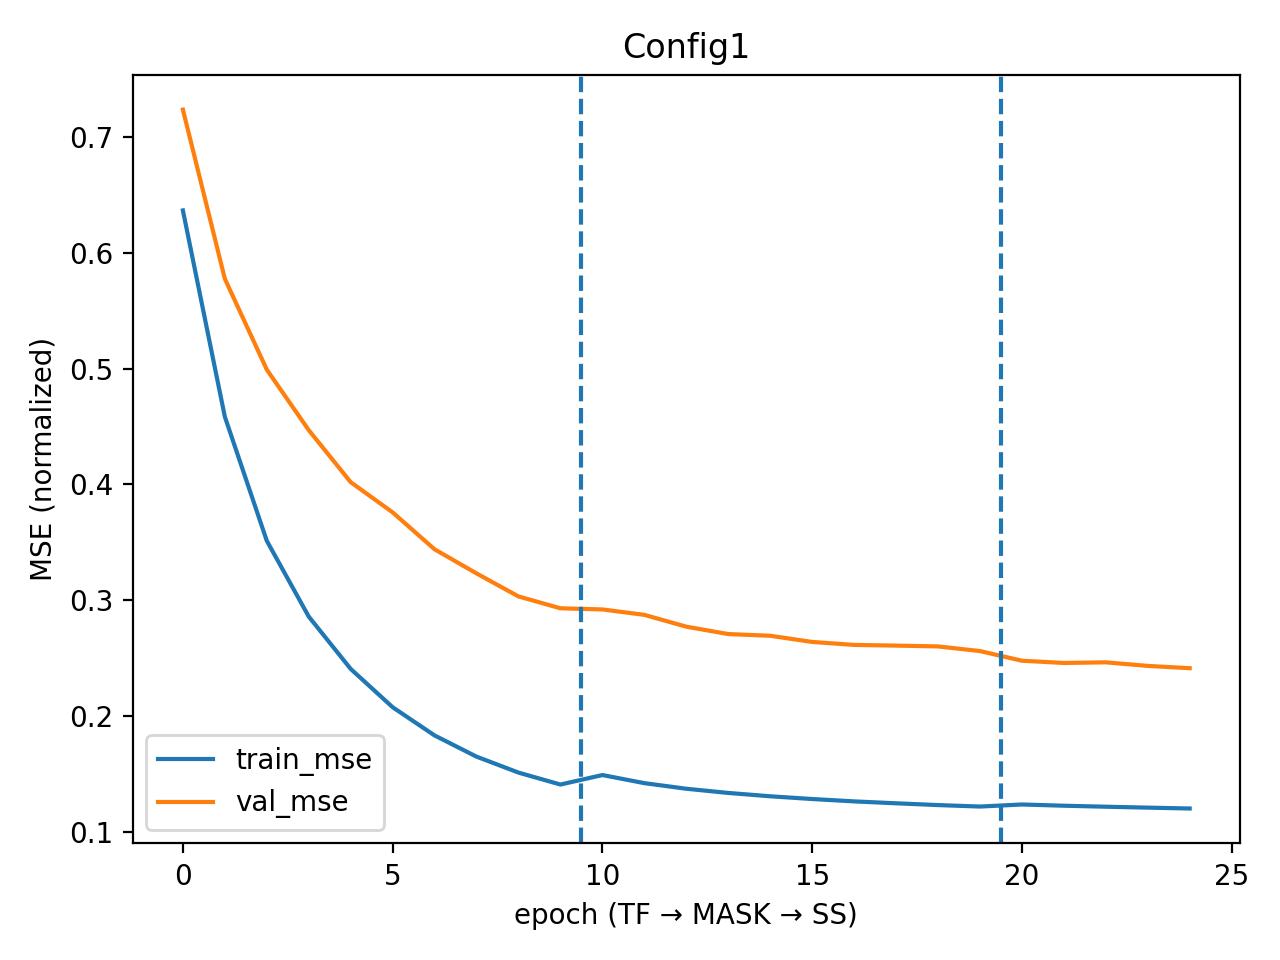 Config1
MSE (normalized)
0.7
0.6
0.5
0.4
0.3
0.2
0.1
train_mse
val_mse
0 5 10 15 20 25
epoch (TF → MASK → SS)